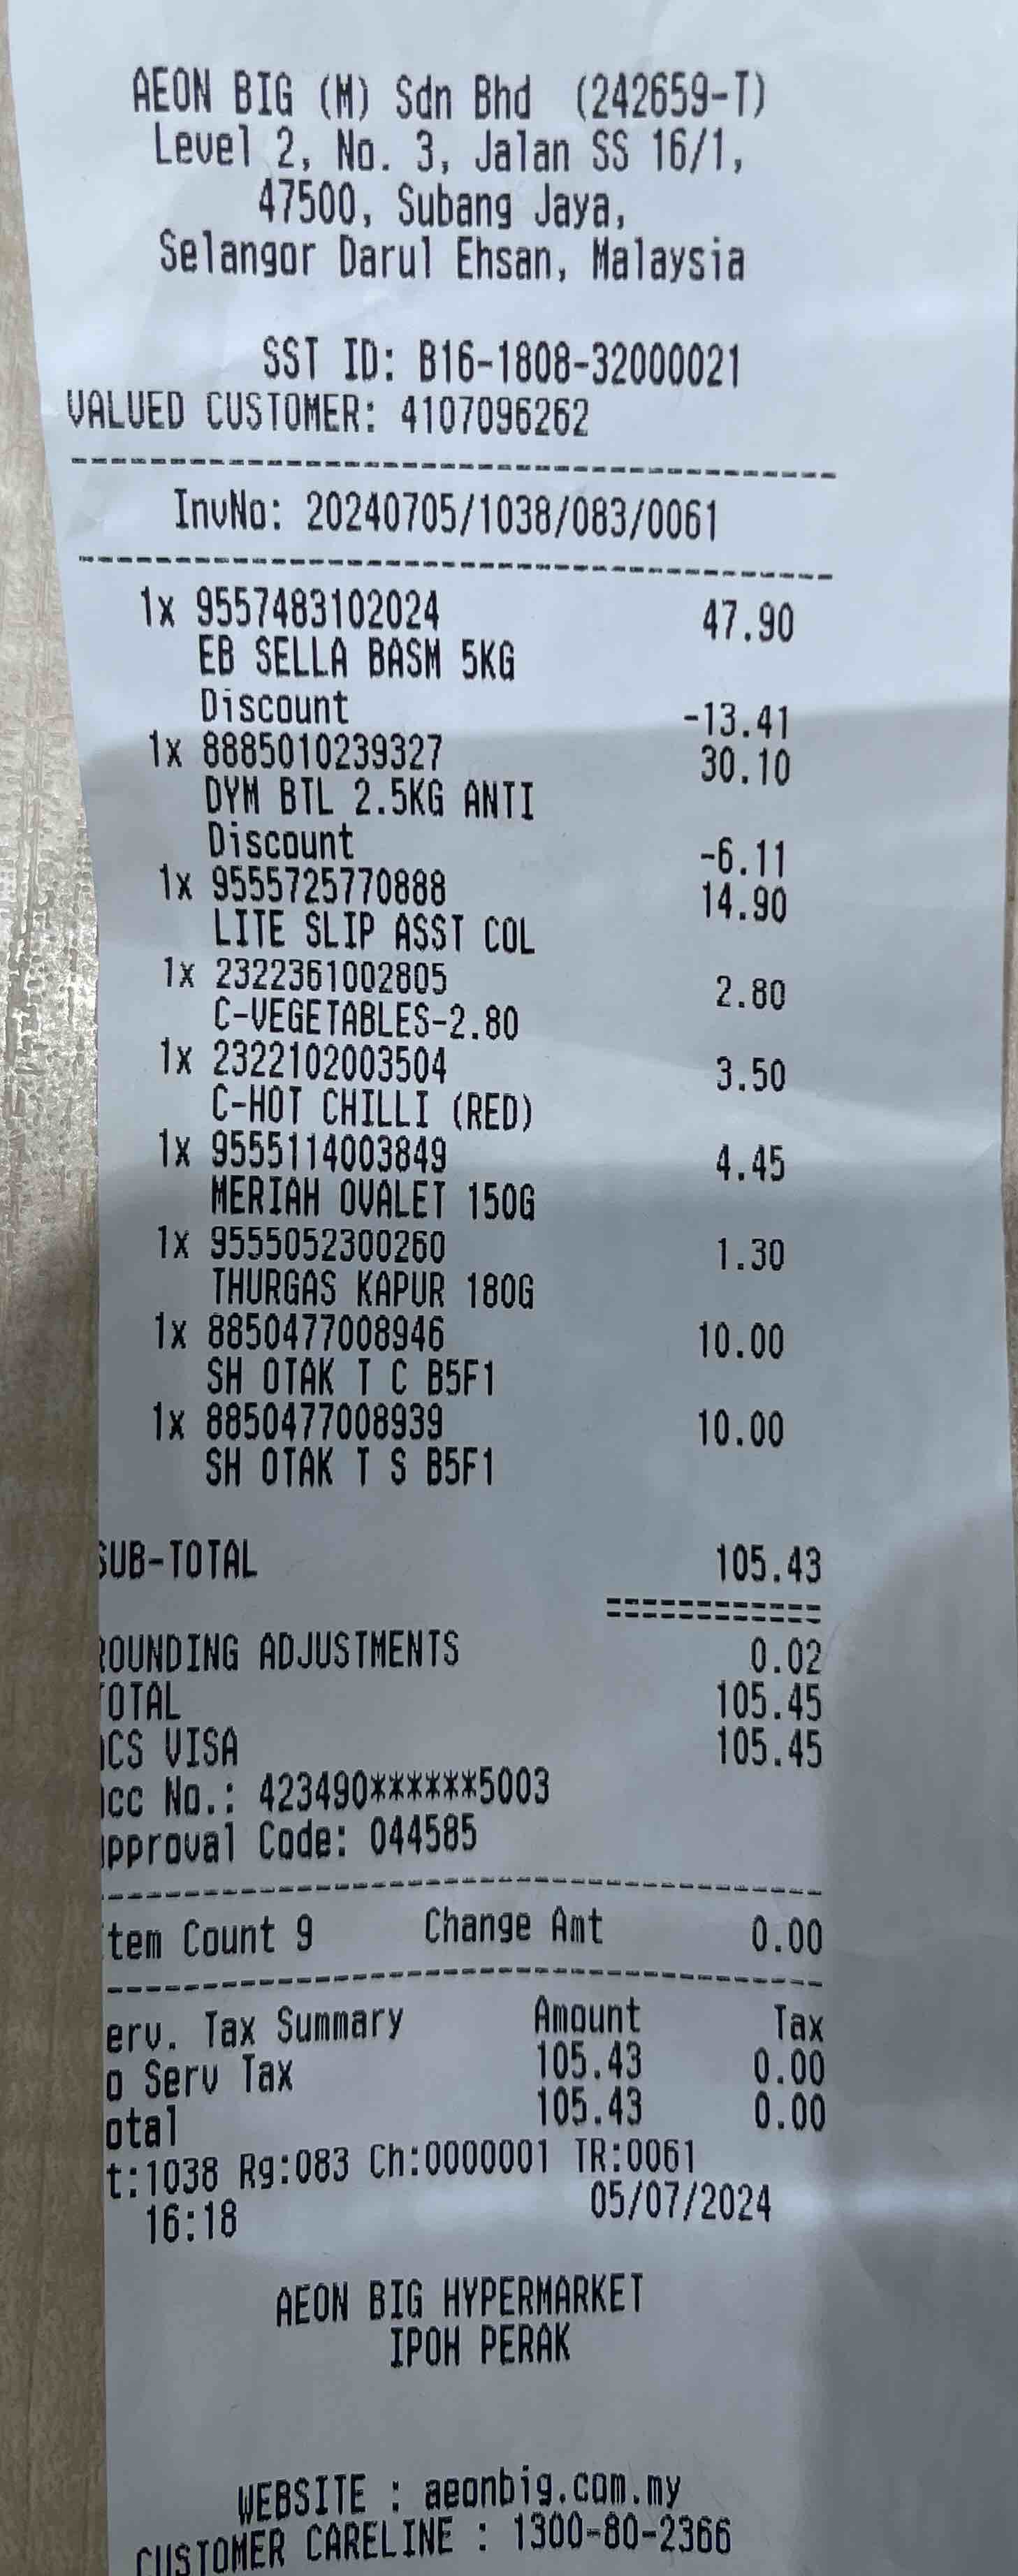 AEON BIG (M) Sdn Bhd (242659-T)
Level 2, No. 3, Jalan SS 16/1,
47500, Subang Jaya,
Selangor Darul Ehsan, Malaysia
SST ID: B16-1808-32000021
VALUED CUSTOMER: 4107096262
InvNo: 20240705/1038/083/0061
1x 9557483102024 47.90
EB SELLA BASM 5KG
Discount -13.41
1x 8885010239327 30.10
DYM BTL 2.5KG ANTI
Discount -6.11
1x 9555725770888 14.90
LITE SLIP ASST COL
1x 2322361002805 2.80
C-VEGETABLES-2.80
1x 2322102003504 3.50
C-HOT CHILLI (RED)
1x 9555114003849 4.45
MERIAH OVALET 150G
1x 9555052300260 1.30
THURGAS KAPUR 180G
1x 8850477008946 10.00
SH OTAK T C B5F1
1x 8850477008939 10.00
SH OTAK T S B5F1
SUB-TOTAL 105.43
============
ROUNDING ADJUSTMENTS 0.02
TOTAL 105.45
ACS VISA 105.45
Acc No.: 423490******5003
Approval Code: 044585
Item Count 9 Change Amt 0.00
erv. Tax Summary Amount Tax
o Serv Tax 105.43 0.00
otal 105.43 0.00
t:1038 Rg:083 Ch:0000001 TR:0061
16:18 05/07/2024
AEON BIG HYPERMARKET
IPOH PERAK
WEBSITE : aeonbig.com.my
CUSTOMER CARELINE : 1300-80-2366